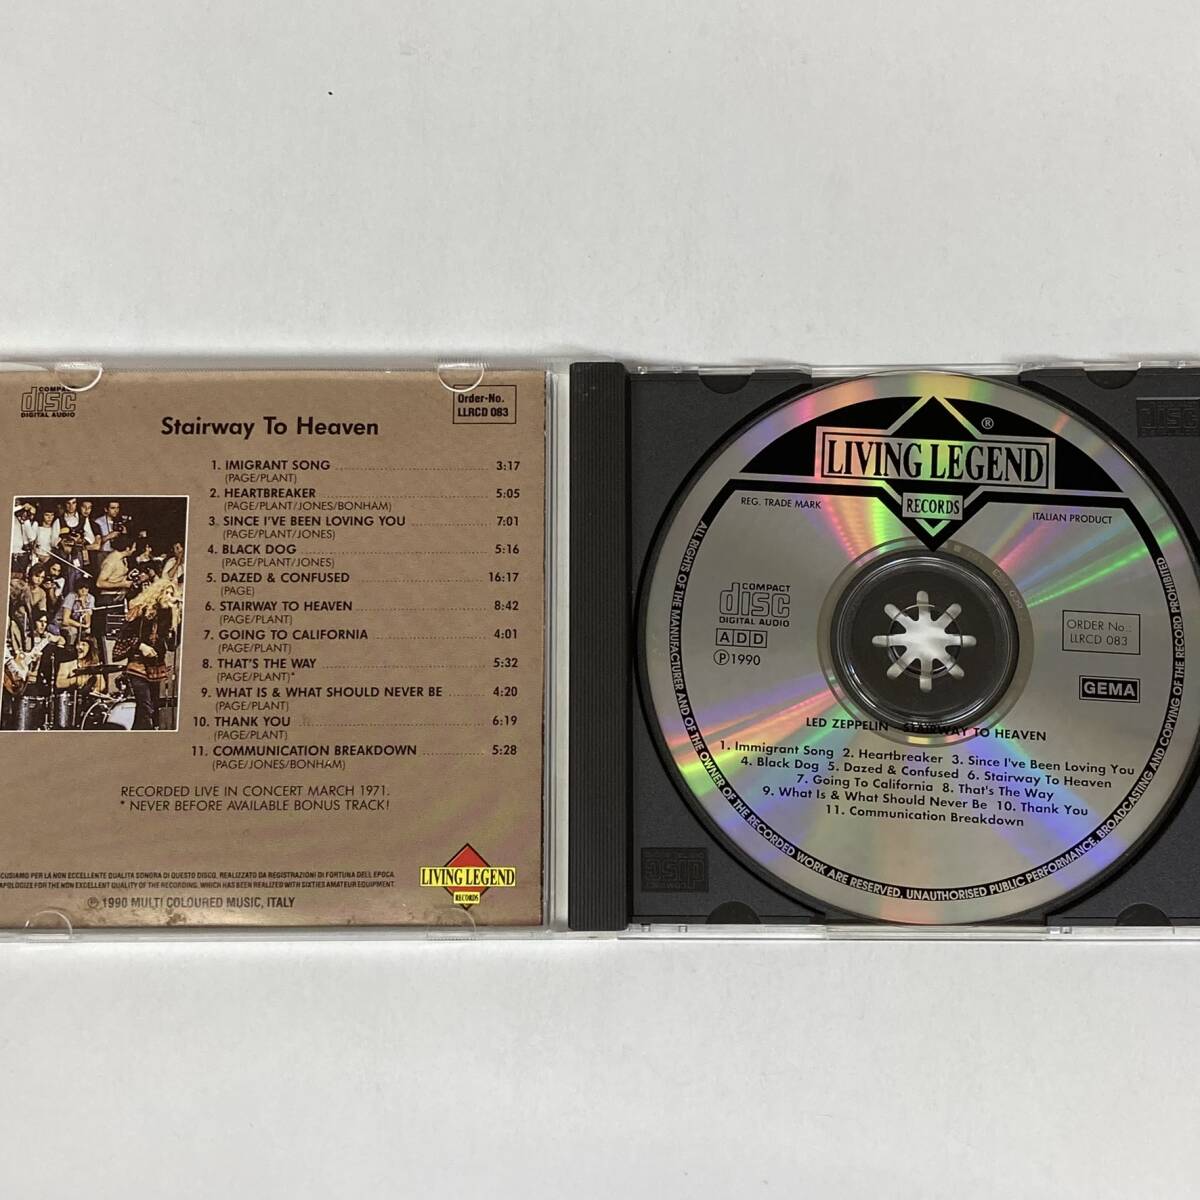 COMPACT
disc
DIGITAL AUDIO
Order-No.
LLRCD 083
Stairway To Heaven
1. IMIGRANT SONG 3:17
(PAGE/PLANT)
2. HEARTBREAKER 5:05
(PAGE/PLANT/JONES/BONHAM)
3. SINCE I'VE BEEN LOVING YOU 7:01
(PAGE/PLANT/JONES)
4. BLACK DOG 5:16
(PAGE/PLANT/JONES)
5. DAZED & CONFUSED 16:17
(PAGE)
6. STAIRWAY TO HEAVEN 8:42
(PAGE/PLANT)
7. GOING TO CALIFORNIA 4:01
(PAGE/PLANT)
8. THAT'S THE WAY 5:32
(PAGE/PLANT)*
9. WHAT IS & WHAT SHOULD NEVER BE 4:20
(PAGE/PLANT)
10. THANK YOU 6:19
(PAGE/PLANT)
11. COMMUNICATION BREAKDOWN 5:28
(PAGE/JONES/BONHAM)
RECORDED LIVE IN CONCERT MARCH 1971.
* NEVER BEFORE AVAILABLE BONUS TRACK!
CUSIAMO PER LA NON ECCELLENTE QUALITA SONORA DI QUESTO DISCO, REALIZZATO DA REGISTRAZIONI DI FORTUNA DELL EPOCA
APOLOGIZE FOR THE NON EXCELLENT QUALITY OF THE RECORDING, WHICH HAS BEEN REALIZED WITH SIXTIES AMATEUR EQUIPMENT.
℗ 1990 MULTI COLOURED MUSIC, ITALY
LIVING LEGEND
RECORDS
®
LIVING LEGEND
RECORDS
REG. TRADE MARK
ITALIAN PRODUCT
COMPACT
disc
DIGITAL AUDIO
ADD
℗1990
ORDER No.:
LLRCD 083
GEMA
LED ZEPPELIN STAIRWAY TO HEAVEN
1. Immigrant Song 2. Heartbreaker 3. Since I've Been Loving You
4. Black Dog 5. Dazed & Confused 6. Stairway To Heaven
7. Going To California 8. That's The Way
9. What Is & What Should Never Be 10. Thank You
11. Communication Breakdown
ALL RIGHTS OF THE MANUFACTURER AND OF THE OWNER OF THE RECORDED WORK ARE RESERVED. UNAUTHORISED PUBLIC PERFORMANCE, BROADCASTING AND COPYING OF THE RECORD PROHIBITED
disc
disc